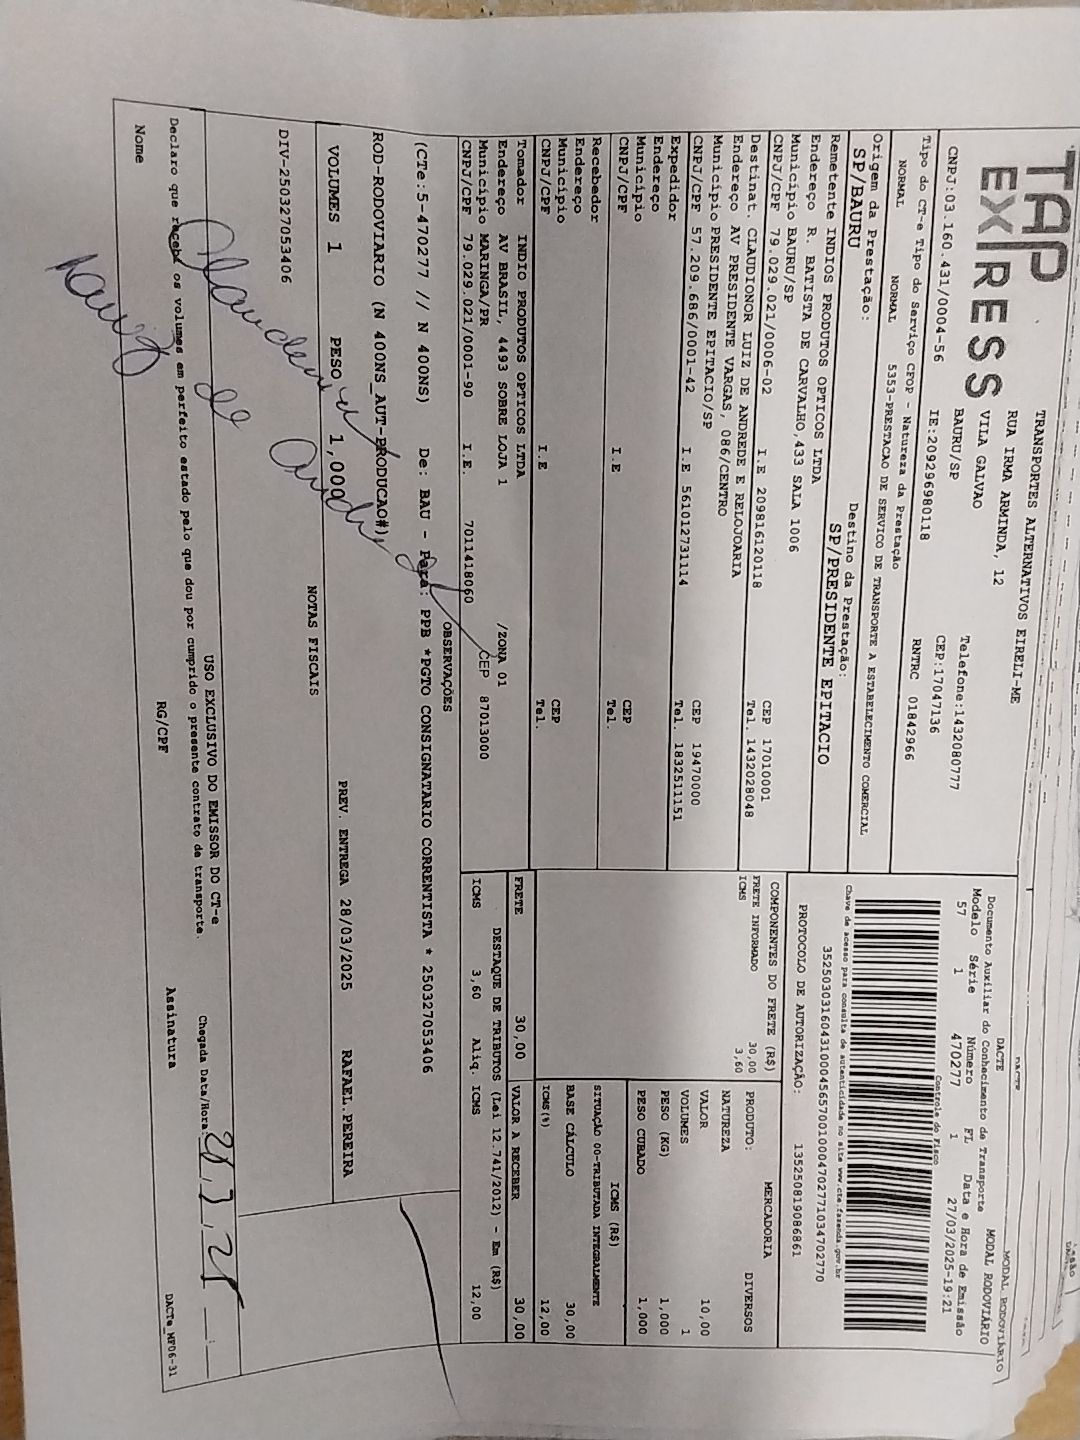 TAP
EX/RESS
TRANSPORTES ALTERNATIVOS EIRELI-ME
RUA IRMA ARMINDA, 12
VILA GALVAO
BAURU/SP
Telefone:1432080777
CEP:17047136
CNPJ:03.160.431/0004-56
IE:209296980118
RNTRC 01842966
Tipo do CT-e Tipo do Serviço CFOP - Natureza da Prestação
NORMAL NORMAL 5353-PRESTACAO DE SERVICO DE TRANSPORTE A ESTABELECIMENTO COMERCIAL
Origem da Prestação:
SP/BAURU
Destino da Prestação:
SP/PRESIDENTE EPITACIO
Remetente INDIOS PRODUTOS OPTICOS LTDA
Endereço R. BATISTA DE CARVALHO,433 SALA 1006
Município BAURU/SP CEP 17010001
CNPJ/CPF 79.029.021/0006-02 I.E 209816120118 Tel. 1432028048
Destinat. CLAUDIONOR LUIZ DE ANDREDE E RELOJOARIA
Endereço AV PRESIDENTE VARGAS, 086/CENTRO
Município PRESIDENTE EPITACIO/SP CEP 19470000
CNPJ/CPF 57.209.686/0001-42 I.E 561012731114 Tel. 1832511151
Expedidor
Endereço
Município CEP
CNPJ/CPF I.E Tel.
Recebedor
Endereço
Município CEP
CNPJ/CPF I.E Tel.
Tomador INDIO PRODUTOS OPTICOS LTDA
Endereço AV BRASIL, 4493 SOBRE LOJA 1 /ZONA 01
Município MARINGA/PR CEP 87013000
CNPJ/CPF 79.029.021/0001-90 I.E. 7011418060
DACTE
MODAL RODOVIÁRIO
DACTE
Documento Auxiliar do Conhecimento de Transporte
MODAL RODOVIÁRIO
Modelo Série Número FL Data e Hora de Emissão
57 1 470277 1 27/03/2025-19:21
Controle do Fisco
Chave de acesso para consulta de autenticidade no site www.cte.fazenda.gov.br
35250303160431000456570010004702771034702770
PROTOCOLO DE AUTORIZAÇÃO: 135250819086861
COMPONENTES DO FRETE (R$)
FRETE INFORMADO 30,00
ICMS 3,60
PRODUTO: MERCADORIA
NATUREZA DIVERSOS
VALOR 10,00
VOLUMES 1
PESO (KG) 1,000
PESO CUBADO 1,000
ICMS (R$)
SITUAÇÃO 00-TRIBUTADA INTEGRALMENTE
BASE CÁLCULO 30,00
ICMS(%) 12,00
FRETE 30,00 VALOR A RECEBER 30,00
DESTAQUE DE TRIBUTOS (Lei 12.741/2012) - Em (R$)
ICMS 3,60 Aliq. ICMS 12,00
OBSERVAÇÕES
(CTe:5-470277 // N 400NS) De: BAU - Para: PPB *PGTO CONSIGNATARIO CORRENTISTA * 250327053406
ROD-RODOVIARIO (N 400NS_AUT-PRODUCAO#);
VOLUMES 1 PESO 1,000 PREV. ENTREGA 28/03/2025 RAFAEL.PEREIRA
NOTAS FISCAIS
DIV-250327053406
USO EXCLUSIVO DO EMISSOR DO CT-e
Declaro que recebi os volumes em perfeito estado pelo que dou por cumprido o presente contrato de transporte.
Chegada Data/Hora:
Nome RG/CPF Assinatura
DACTe_MF06-31